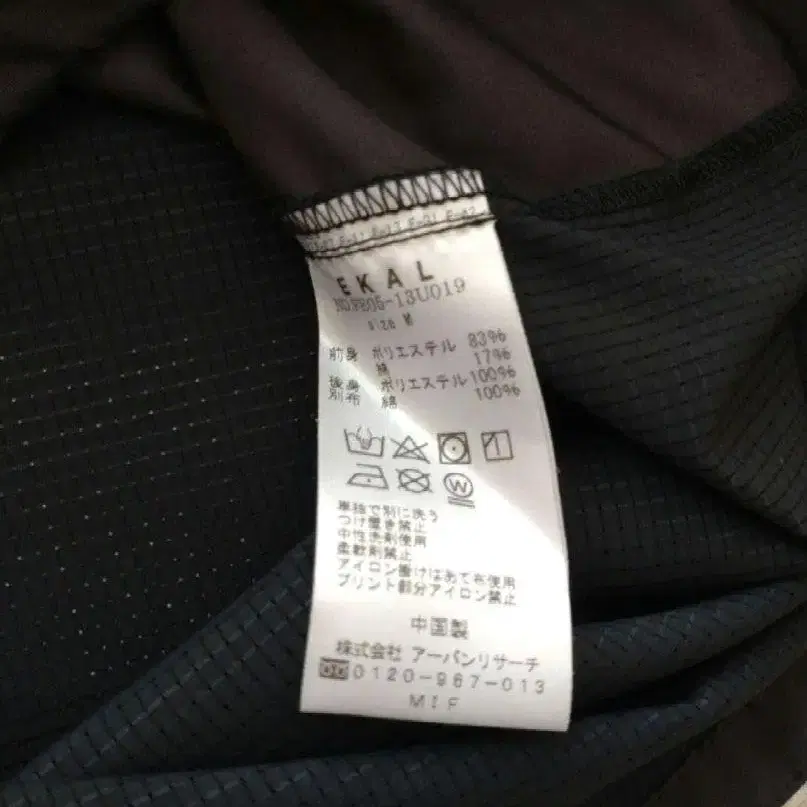 EKAL
size M
前身 ポリエステル 83%
綿 17%
後身 ポリエステル 100%
別布 綿 100%
単独で別に洗う
つけ置き禁止
中性洗剤使用
柔軟剤禁止
アイロン掛けはあて布使用
プリント部分アイロン禁止
中国製
株式会社 アーバンリサーチ
0120-967-013
MIF